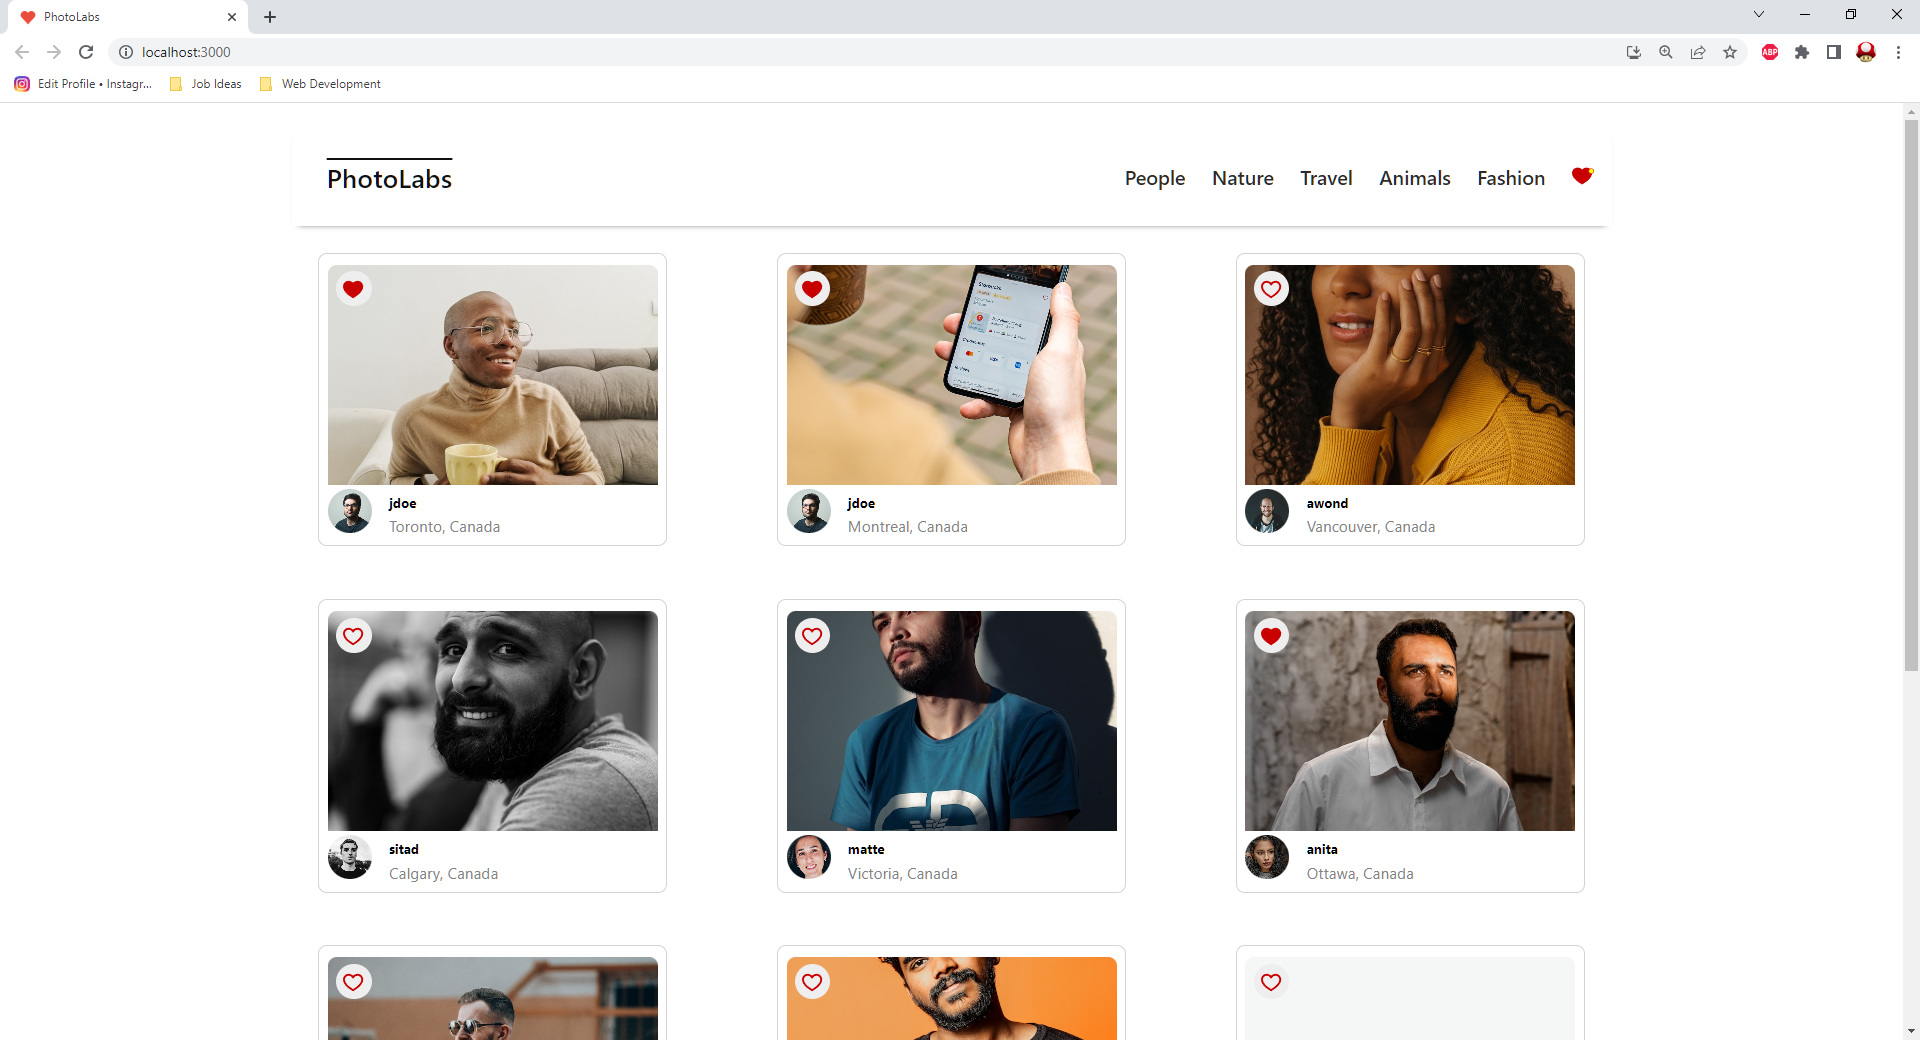 PhotoLabs
localhost:3000
ABP
Edit Profile • Instagr...
Job Ideas
Web Development
PhotoLabs
People
Nature
Travel
Animals
Fashion
jdoe
Toronto, Canada
jdoe
Montreal, Canada
awond
Vancouver, Canada
sitad
Calgary, Canada
matte
Victoria, Canada
anita
Ottawa, Canada